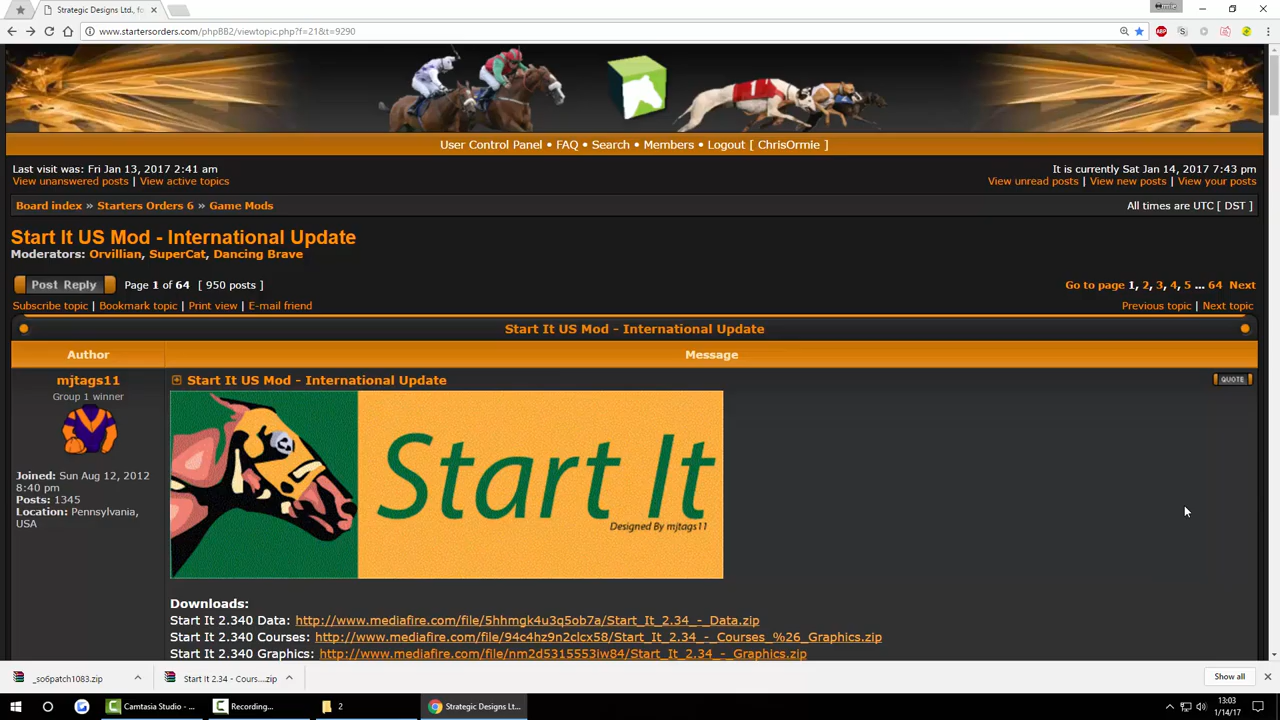 Strategic Designs Ltd., fo
www.startersorders.com/phpBB2/viewtopic.php?f=21&t=9290
ABP
User Control Panel • FAQ • Search • Members • Logout [ ChrisOrmie ]
Last visit was: Fri Jan 13, 2017 2:41 am
It is currently Sat Jan 14, 2017 7:43 pm
View unanswered posts | View active topics
View unread posts | View new posts | View your posts
Board index » Starters Orders 6 » Game Mods
All times are UTC [ DST ]
Start It US Mod - International Update
Moderators: Orvillian, SuperCat, Dancing Brave
Post Reply
Page 1 of 64 [ 950 posts ]
Go to page 1, 2, 3, 4, 5 ... 64 Next
Subscribe topic | Bookmark topic | Print view | E-mail friend
Previous topic | Next topic
Start It US Mod - International Update
Author
Message
mjtags11
Group 1 winner
Joined: Sun Aug 12, 2012
8:40 pm
Posts: 1345
Location: Pennsylvania,
USA
Start It US Mod - International Update
QUOTE
Start It
Designed By mjtags11
Downloads:
Start It 2.340 Data: http://www.mediafire.com/file/5hhmgk4u3q5ob7a/Start_It_2.34_-_Data.zip
Start It 2.340 Courses: http://www.mediafire.com/file/94c4hz9n2clcx58/Start_It_2.34_-_Courses_%26_Graphics.zip
Start It 2.340 Graphics: http://www.mediafire.com/file/nm2d5315553iw84/Start_It_2.34_-_Graphics.zip
_so6patch1083.zip
Start It 2.34 - Cours....zip
Show all
Camtasia Studio - ...
Recording...
2
Strategic Designs Lt...
13:03
1/14/17